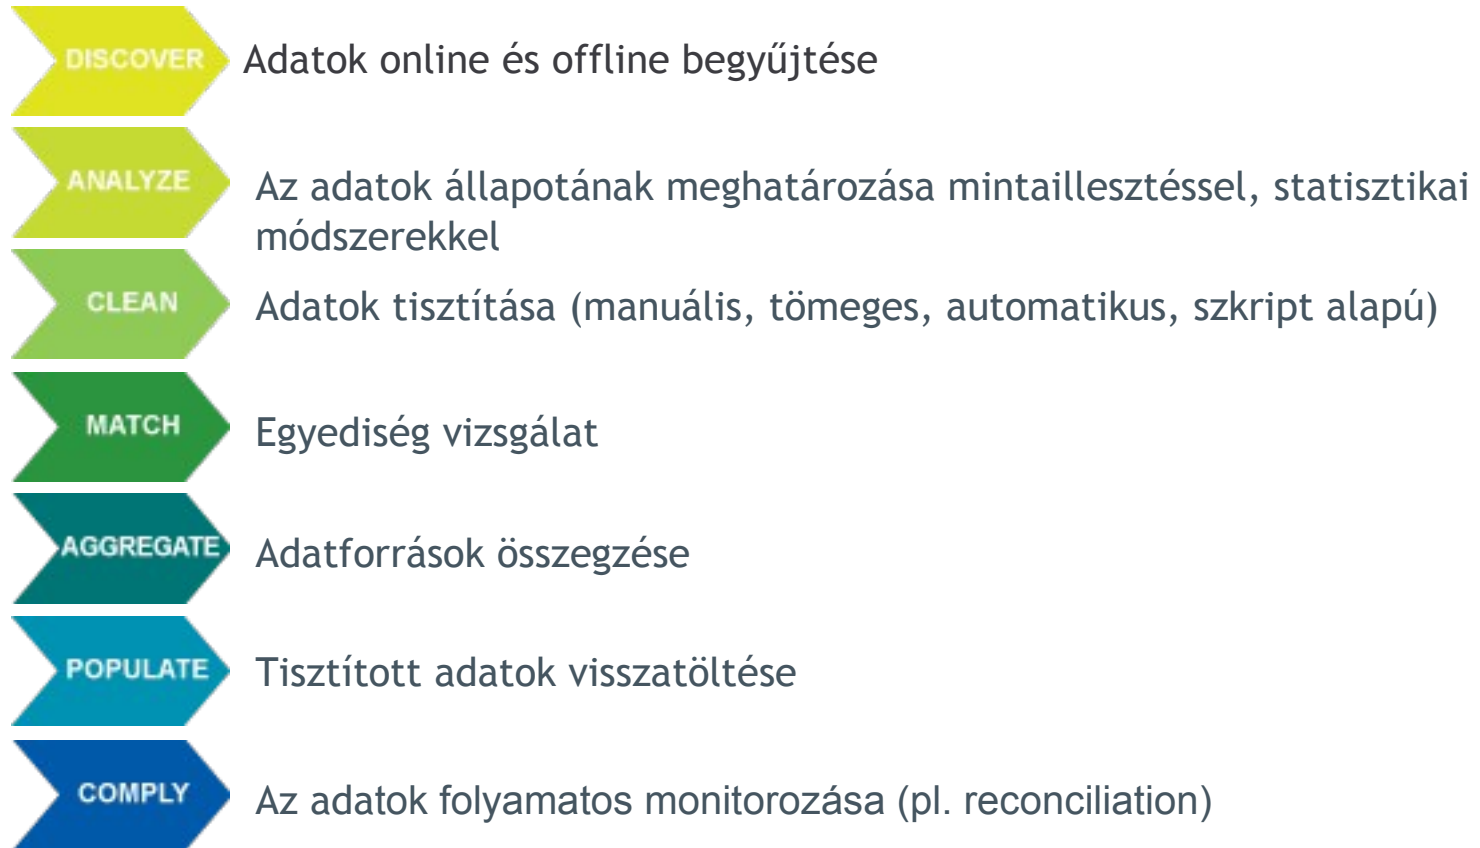 DISCOVER Adatok online és offline begyűjtése
ANALYZE Az adatok állapotának meghatározása mintaillesztéssel, statisztikai
módszerekkel
CLEAN Adatok tisztítása (manuális, tömeges, automatikus, szkript alapú)
MATCH Egyediség vizsgálat
AGGREGATE Adatforrások összegzése
POPULATE Tisztított adatok visszatöltése
COMPLY Az adatok folyamatos monitorozása (pl. reconciliation)